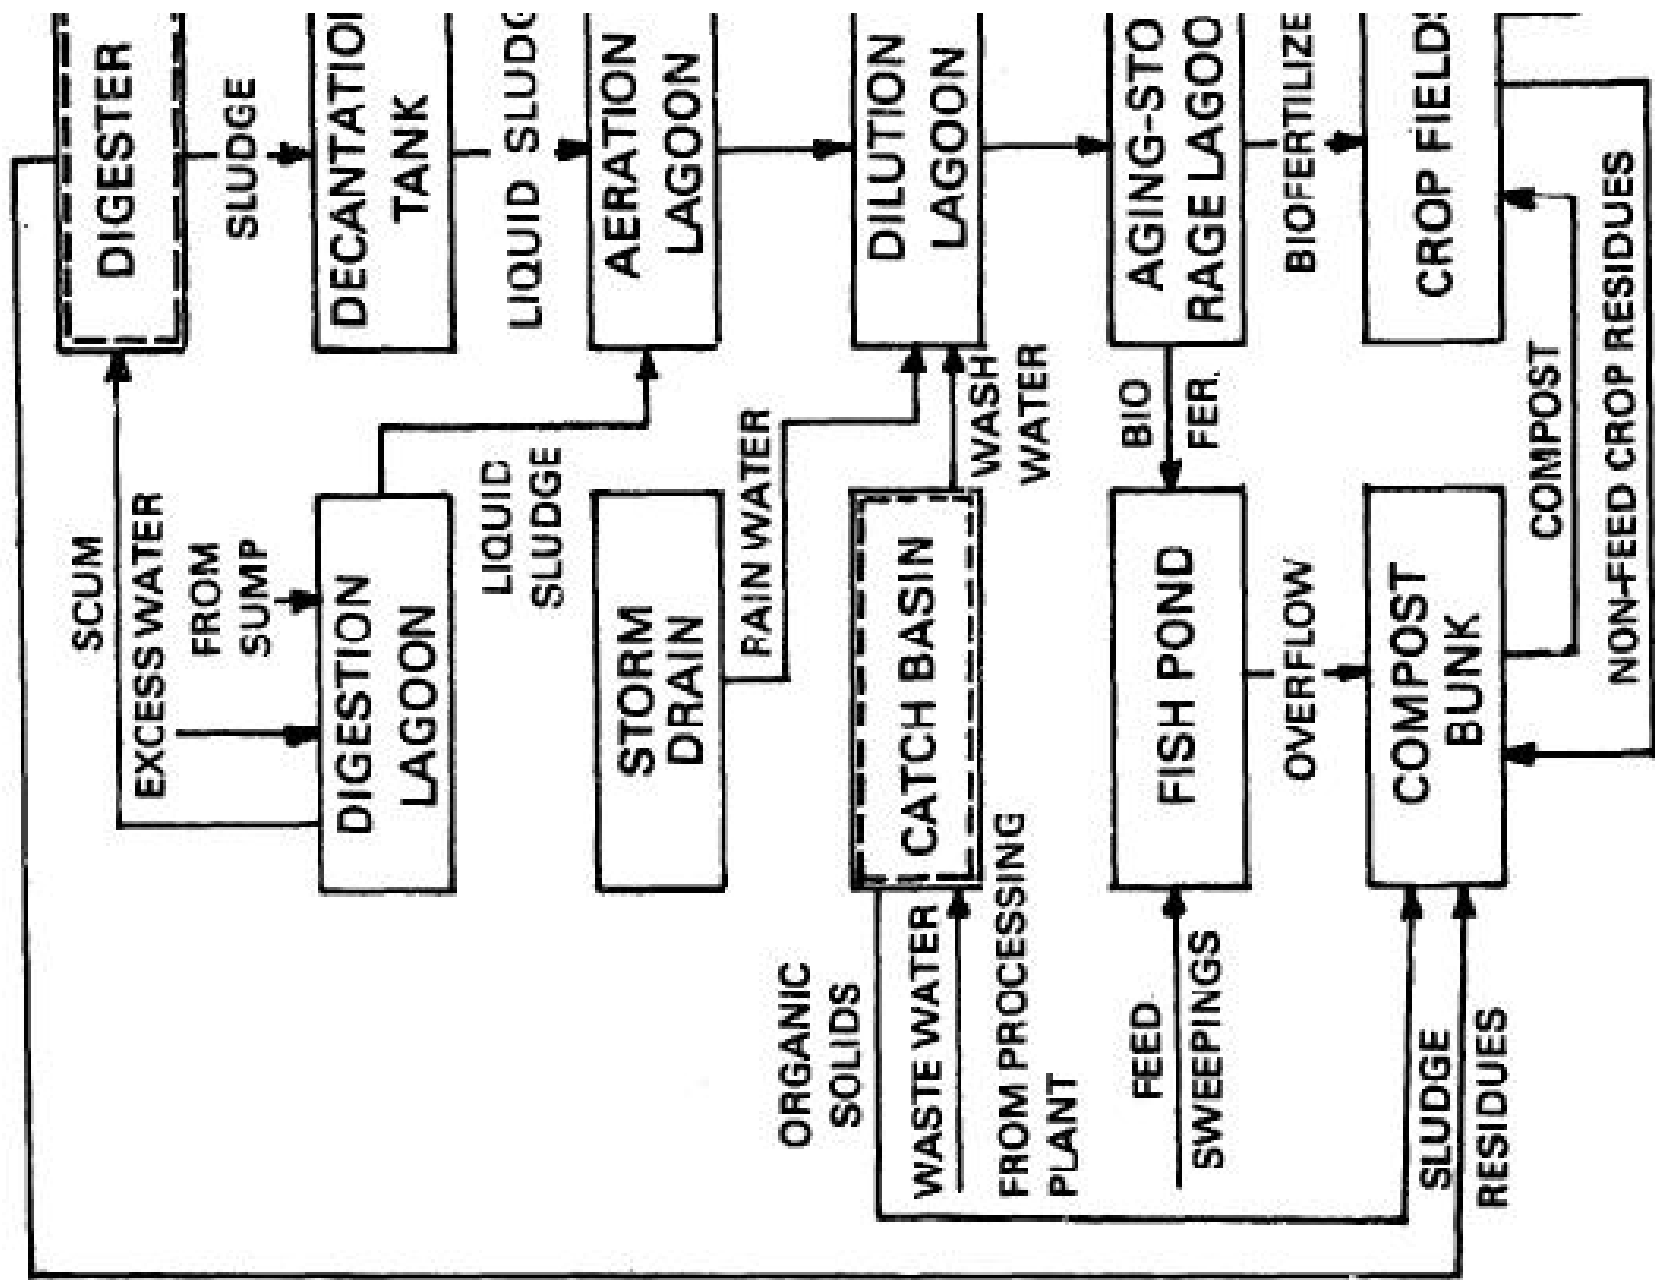 DIGESTER
SLUDGE
DECANTATION
TANK
LIQUID SLUDG
AERATION
LAGOON
DILUTION
LAGOON
AGING-STO
RAGE LAGOO
BIOFERTILIZE
CROP FIELDS
SCUM
EXCESS WATER
FROM
SUMP
DIGESTION
LAGOON
LIQUID
SLUDGE
STORM
DRAIN
RAIN WATER
CATCH BASIN
WASH
WATER
BIO
FER.
FISH POND
OVERFLOW
COMPOST
BUNK
COMPOST
NON-FEED CROP RESIDUES
ORGANIC
SOLIDS
WASTE WATER
FROM PROCESSING
PLANT
FEED
SWEEPINGS
SLUDGE
RESIDUES